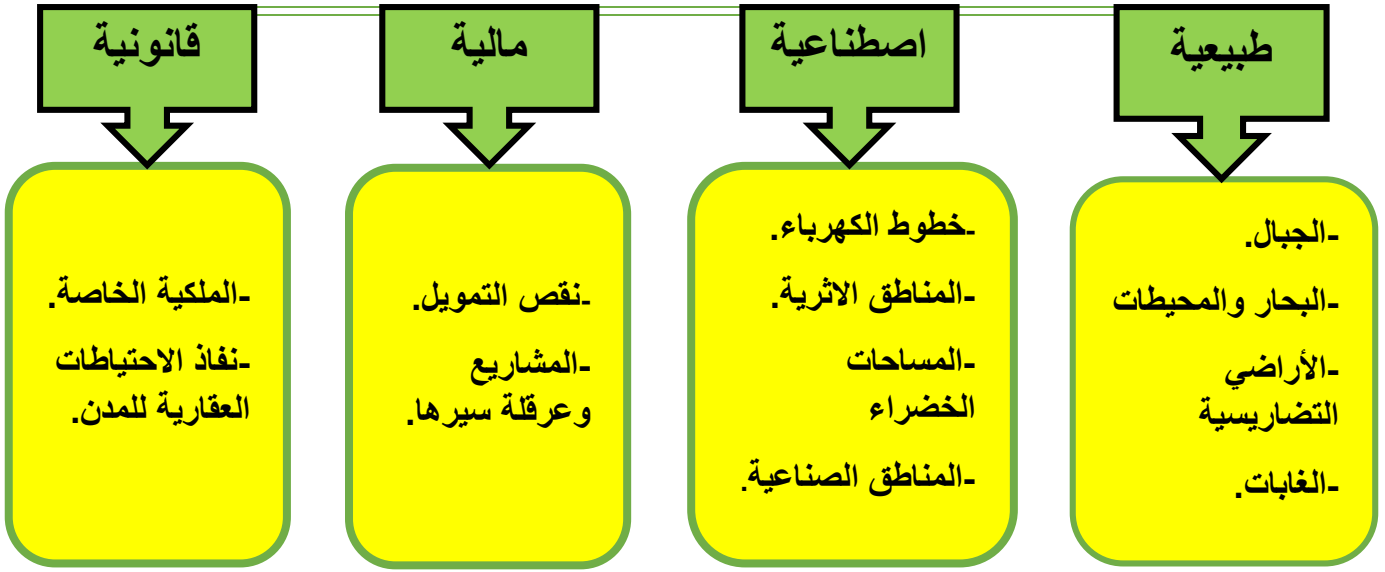 طبيعية
اصطناعية
مالية
قانونية
-الجبال.
-البحار والمحيطات
-الأراضي
التضاريسية
-الغابات.
-خطوط الكهرباء.
-المناطق الاثرية.
-المساحات
الخضراء
-المناطق الصناعية.
-نقص التمويل.
-المشاريع
وعرقلة سيرها.
-الملكية الخاصة.
-نفاذ الاحتياطات
العقارية للمدن.